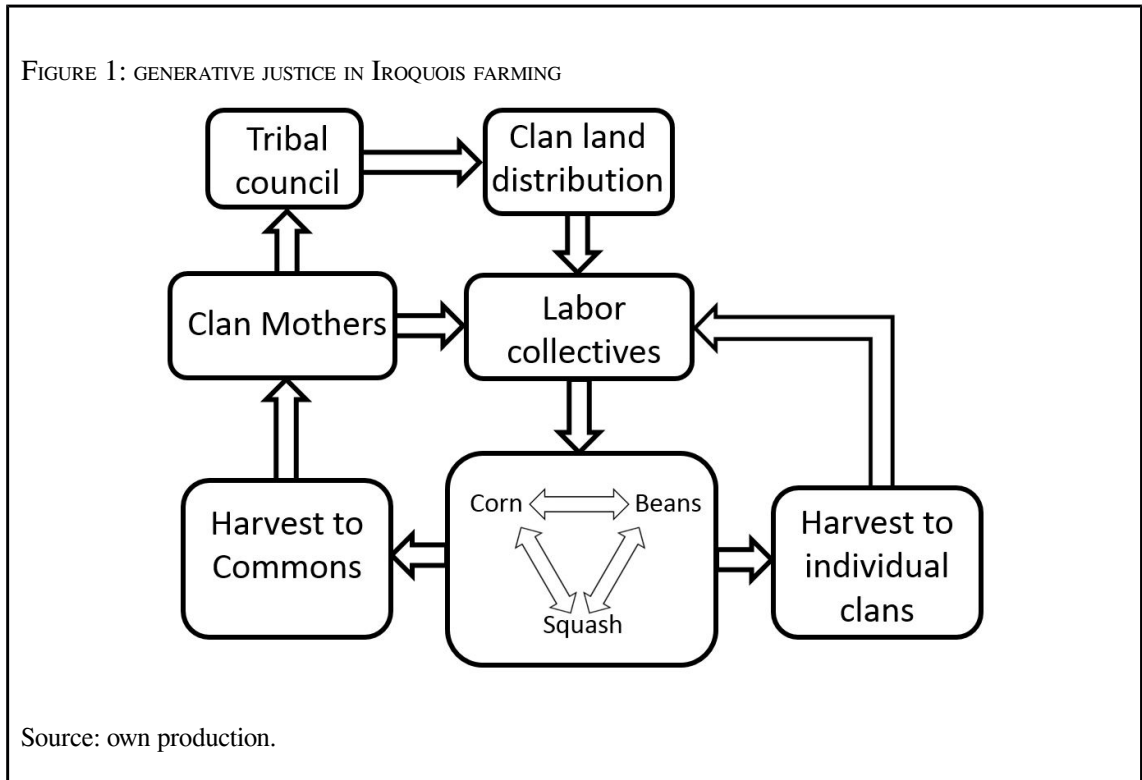 FIGURE 1: GENERATIVE JUSTICE IN IROQUOIS FARMING
Tribal
council
Clan land
distribution
Clan Mothers
Labor
collectives
Harvest to
Commons
Corn
Beans
Squash
Harvest to
individual
clans
Source: own production.